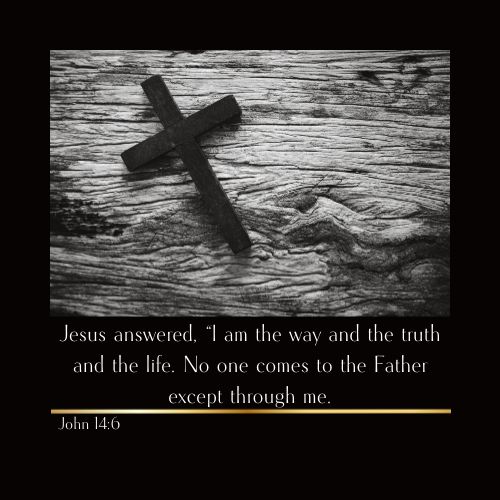 Jesus answered, “I am the way and the truth
and the life. No one comes to the Father
except through me.
John 14:6